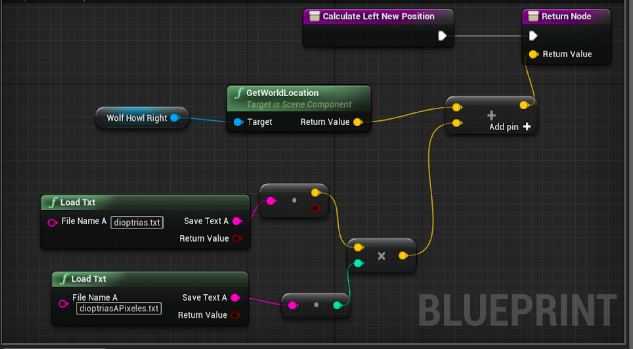 Calculate Left New Position
Return Node
Return Value
f GetWorldLocation
Target is Scene Component
Wolf Howl Right
Target Return Value
+
Add pin +
f Load Txt
File Name A dioptrias.txt Save Text A
Return Value
×
f Load Txt
File Name A Save Text A
dioptriasAPixeles.txt
Return Value
BLUEPRINT